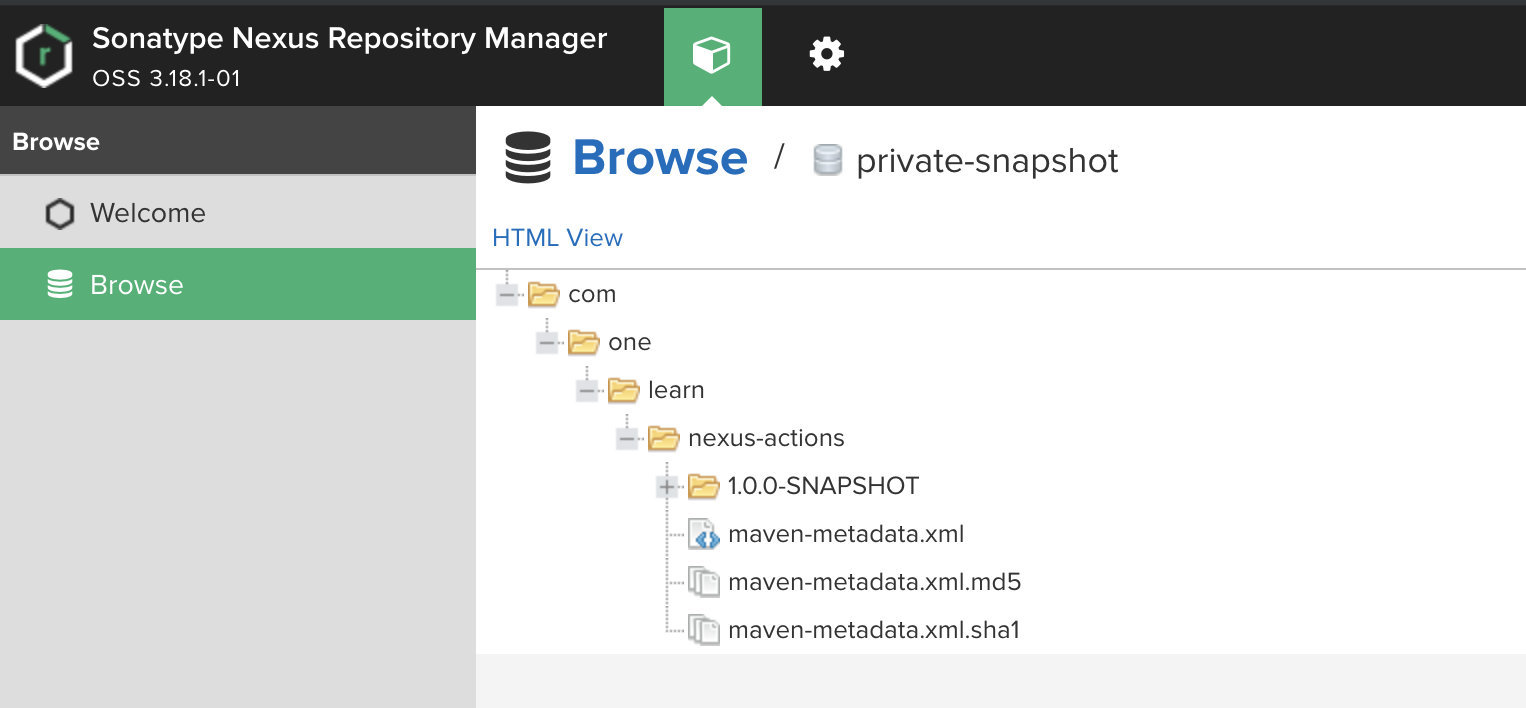 Sonatype Nexus Repository Manager
OSS 3.18.1-01
Browse
Welcome
Browse
Browse / private-snapshot
HTML View
com
one
learn
nexus-actions
1.0.0-SNAPSHOT
maven-metadata.xml
maven-metadata.xml.md5
maven-metadata.xml.sha1